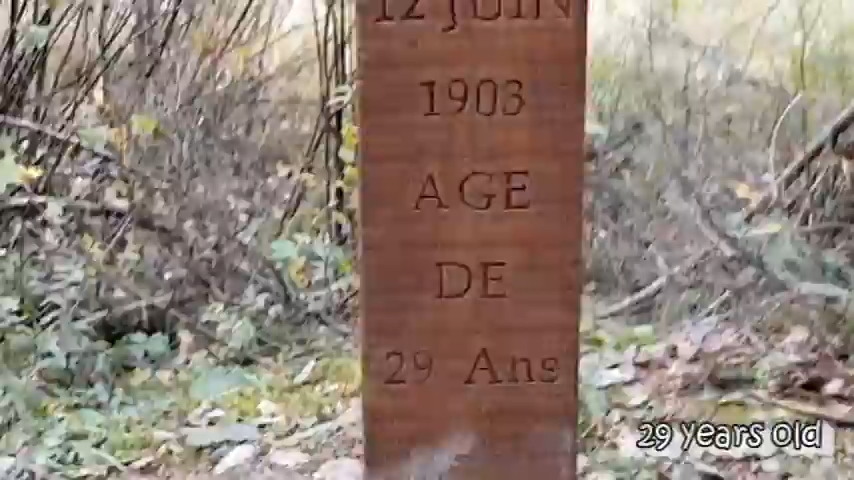 12 JUIN
1903
AGE
DE
29 Ans
29 years old